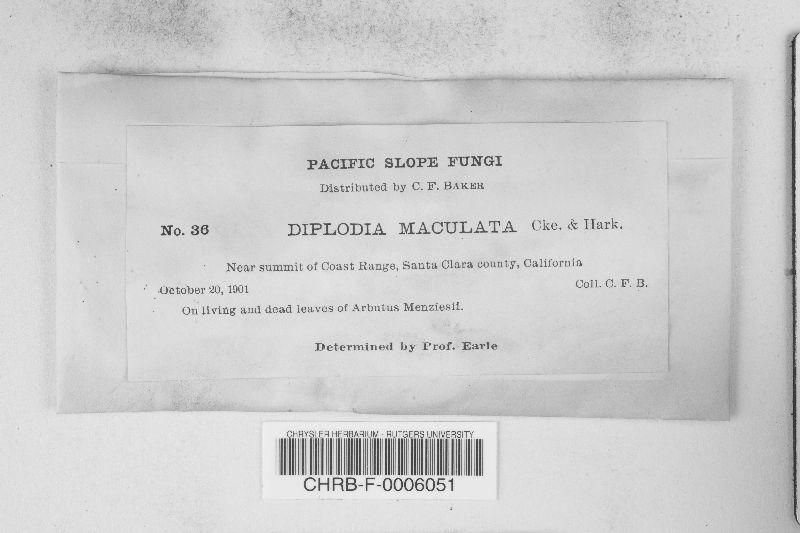 PACIFIC SLOPE FUNGI
Distributed by C. F. BAKER
No. 36 DIPLODIA MACULATA Cke. & Hark.
Near summit of Coast Range, Santa Clara county, California
October 20, 1901 Coll. C. F. B.
On living and dead leaves of Arbutus Menziesii.
Determined by Prof. Earle
CHRYSLER HERBARIUM - RUTGERS UNIVERSITY
CHRB-F-0006051